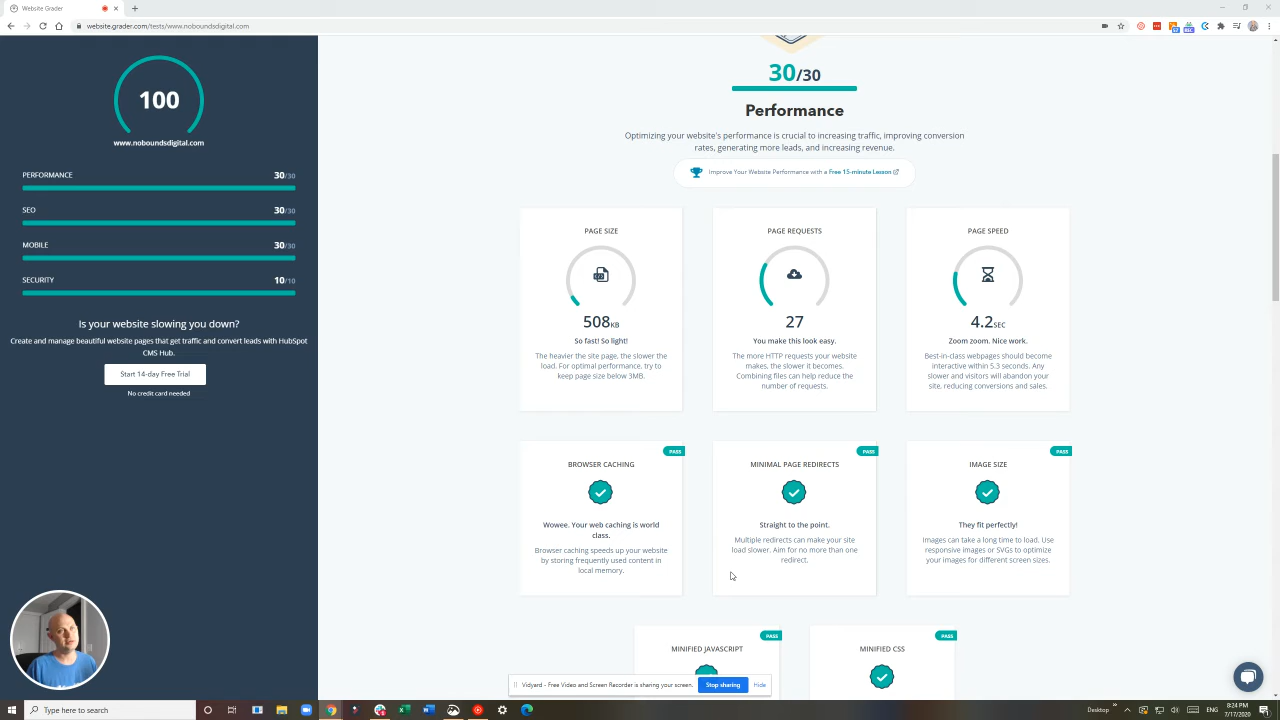 Website Grader
website.grader.com/tests/www.noboundsdigital.com
100
www.noboundsdigital.com
PERFORMANCE 30/30
SEO 30/30
MOBILE 30/30
SECURITY 10/10
Is your website slowing you down?
Create and manage beautiful website pages that get traffic and convert leads with HubSpot
CMS Hub.
Start 14-day Free Trial
No credit card needed
30/30
Performance
Optimizing your website's performance is crucial to increasing traffic, improving conversion
rates, generating more leads, and increasing revenue.
Improve Your Website Performance with a Free 15-minute Lesson
PAGE SIZE
508KB
So fast! So light!
The heavier the site page, the slower the
load. For optimal performance, try to
keep page size below 3MB.
PAGE REQUESTS
27
You make this look easy.
The more HTTP requests your website
makes, the slower it becomes.
Combining files can help reduce the
number of requests.
PAGE SPEED
4.2SEC
Zoom zoom. Nice work.
Best-in-class webpages should become
interactive within 5.3 seconds. Any
slower and visitors will abandon your
site, reducing conversions and sales.
PASS
BROWSER CACHING
Wowee. Your web caching is world
class.
Browser caching speeds up your website
by storing frequently used content in
local memory.
PASS
MINIMAL PAGE REDIRECTS
Straight to the point.
Multiple redirects can make your site
load slower. Aim for no more than one
redirect.
PASS
IMAGE SIZE
They fit perfectly!
Images can take a long time to load. Use
responsive images or SVGs to optimize
your images for different screen sizes.
PASS
MINIFIED JAVASCRIPT
PASS
MINIFIED CSS
Vidyard - Free Video and Screen Recorder is sharing your screen.
Stop sharing
Hide
Type here to search
Desktop
8:24 PM
7/17/2020